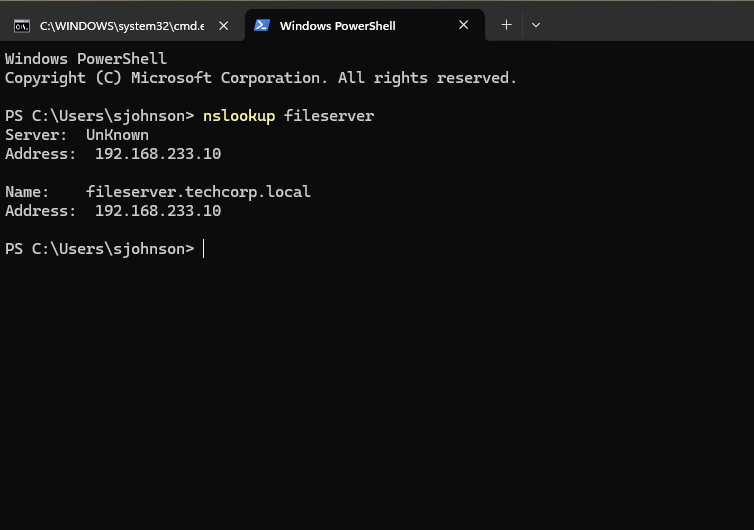 C:\WINDOWS\system32\cmd.e
Windows PowerShell
Windows PowerShell
Copyright (C) Microsoft Corporation. All rights reserved.
PS C:\Users\sjohnson> nslookup fileserver
Server:  UnKnown
Address:  192.168.233.10
Name:    fileserver.techcorp.local
Address:  192.168.233.10
PS C:\Users\sjohnson>